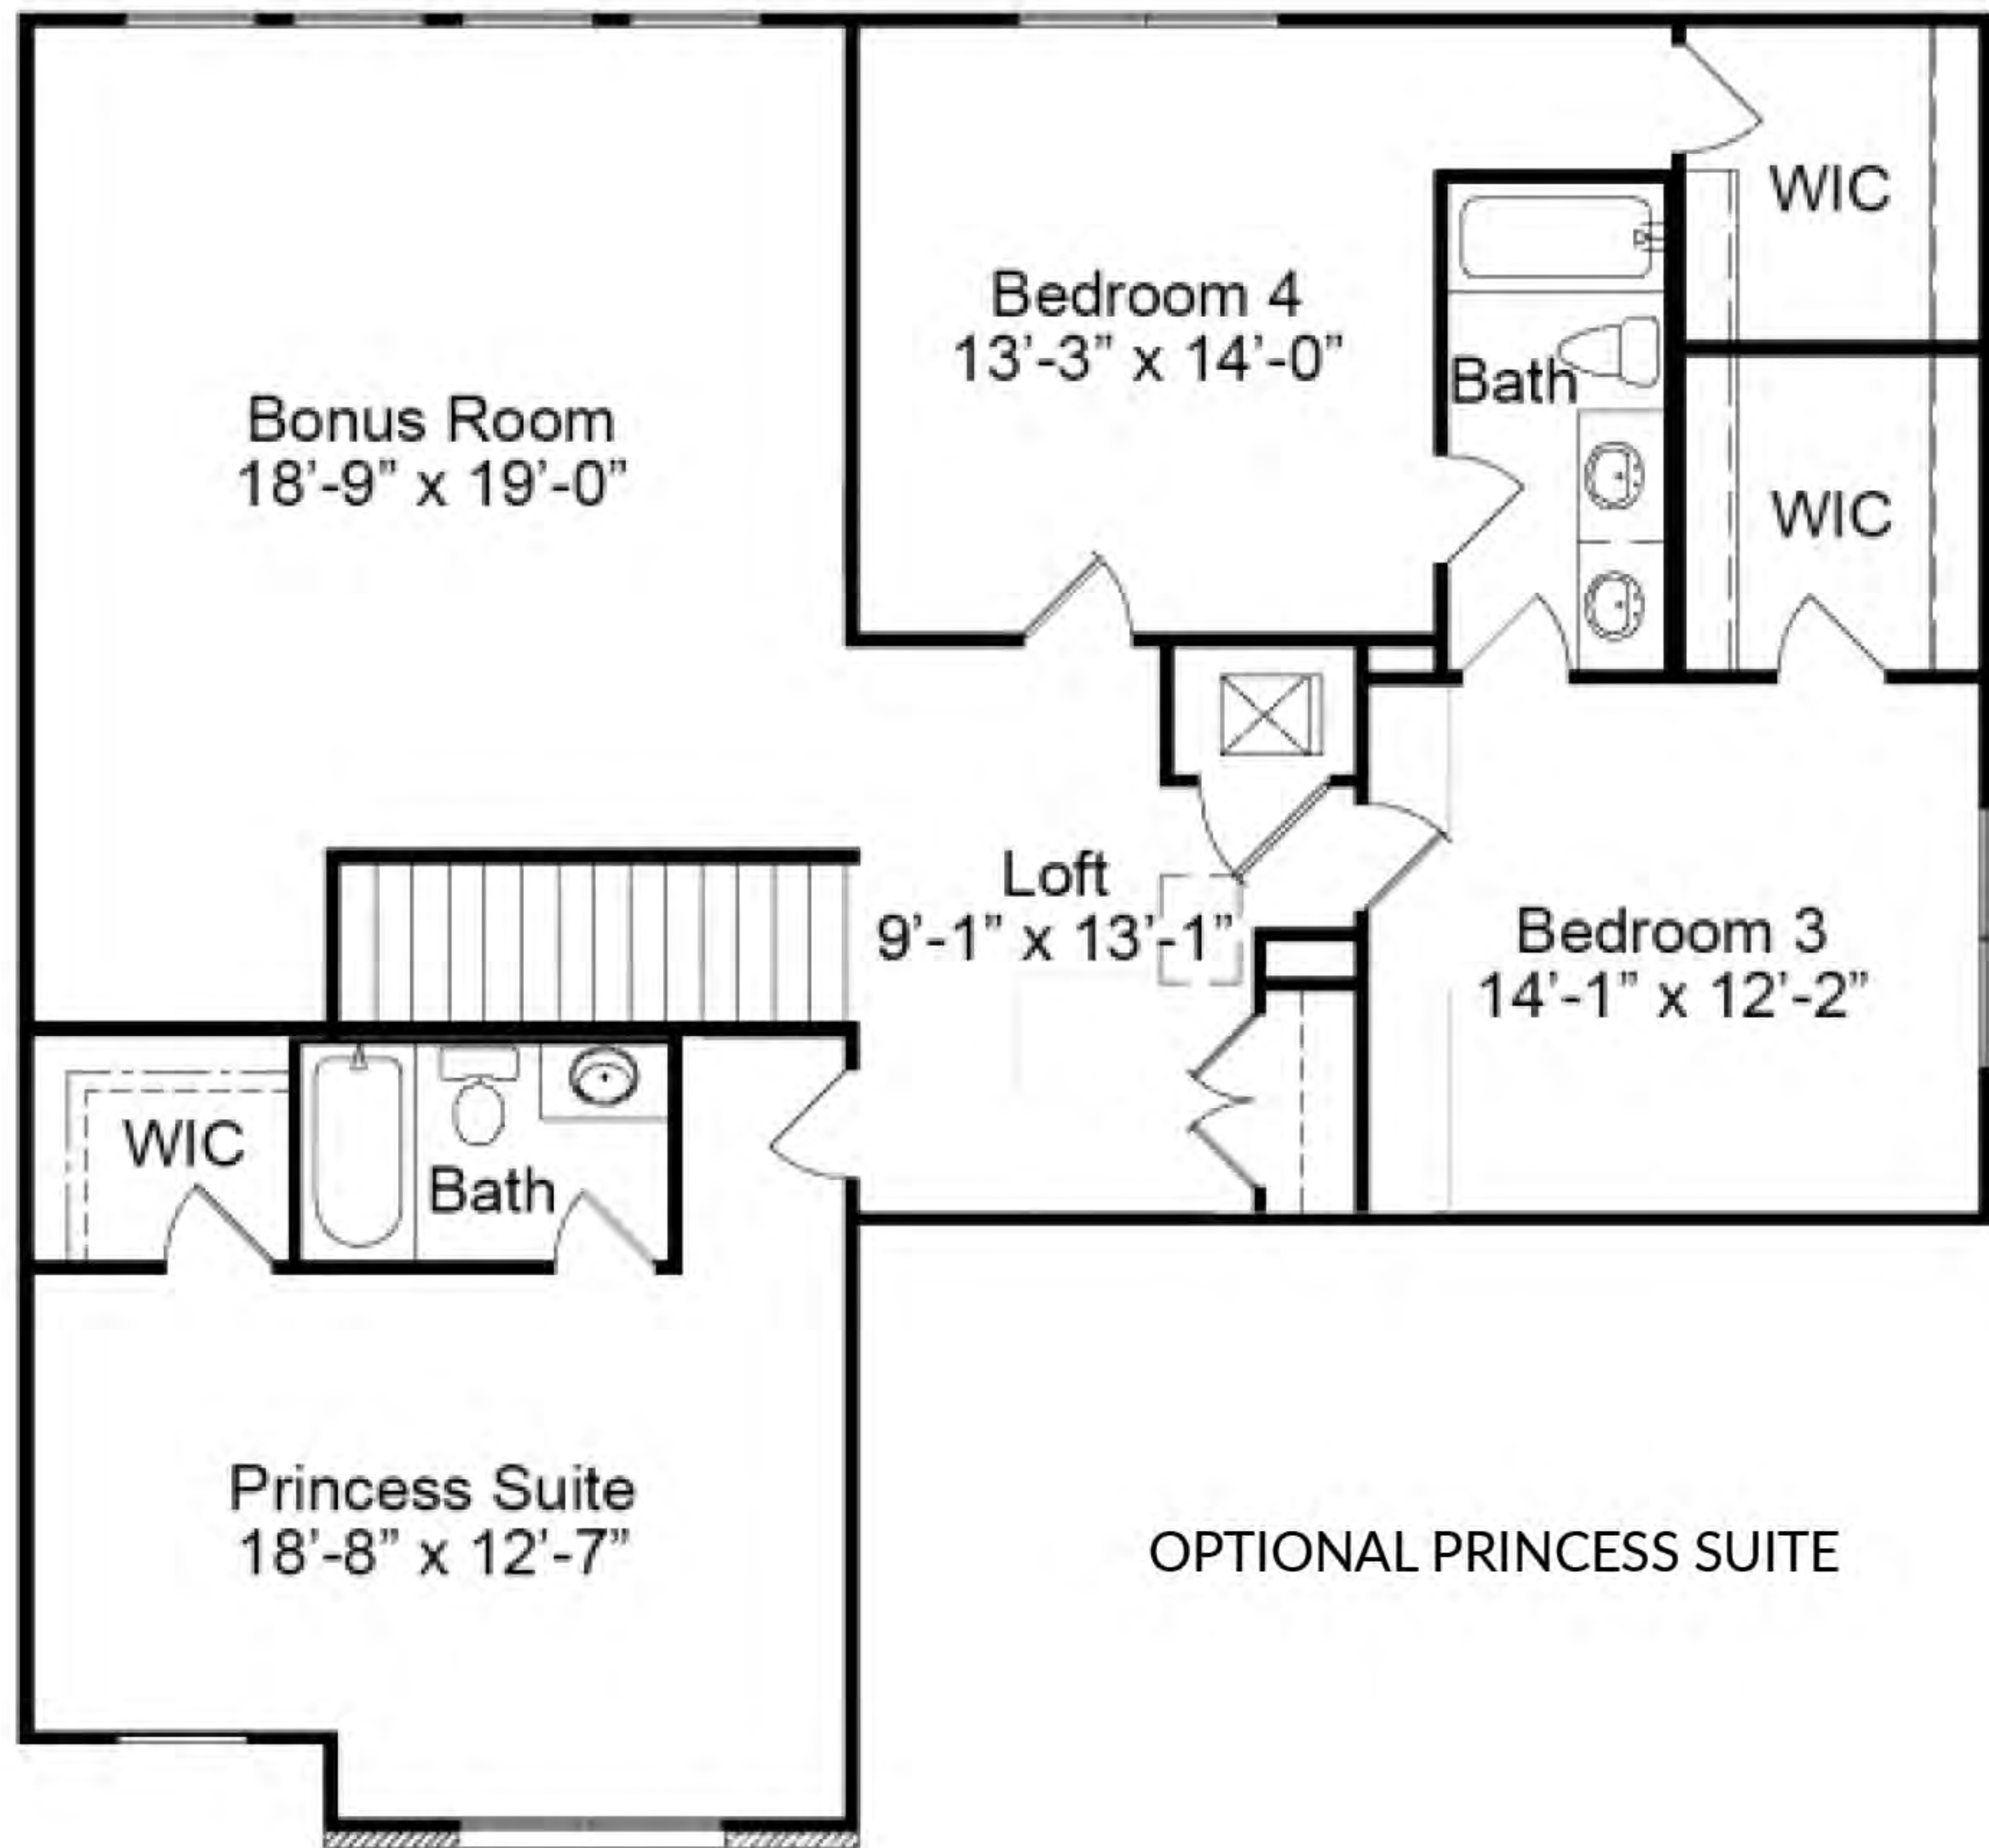 WIC
Bedroom 4
13’-3” x 14’-0”
Bath
Bonus Room
18’-9” x 19’-0”
WIC
Loft
9’-1” x 13’-1”
Bedroom 3
14’-1” x 12’-2”
WIC
Bath
Princess Suite
18’-8” x 12’-7”
OPTIONAL PRINCESS SUITE